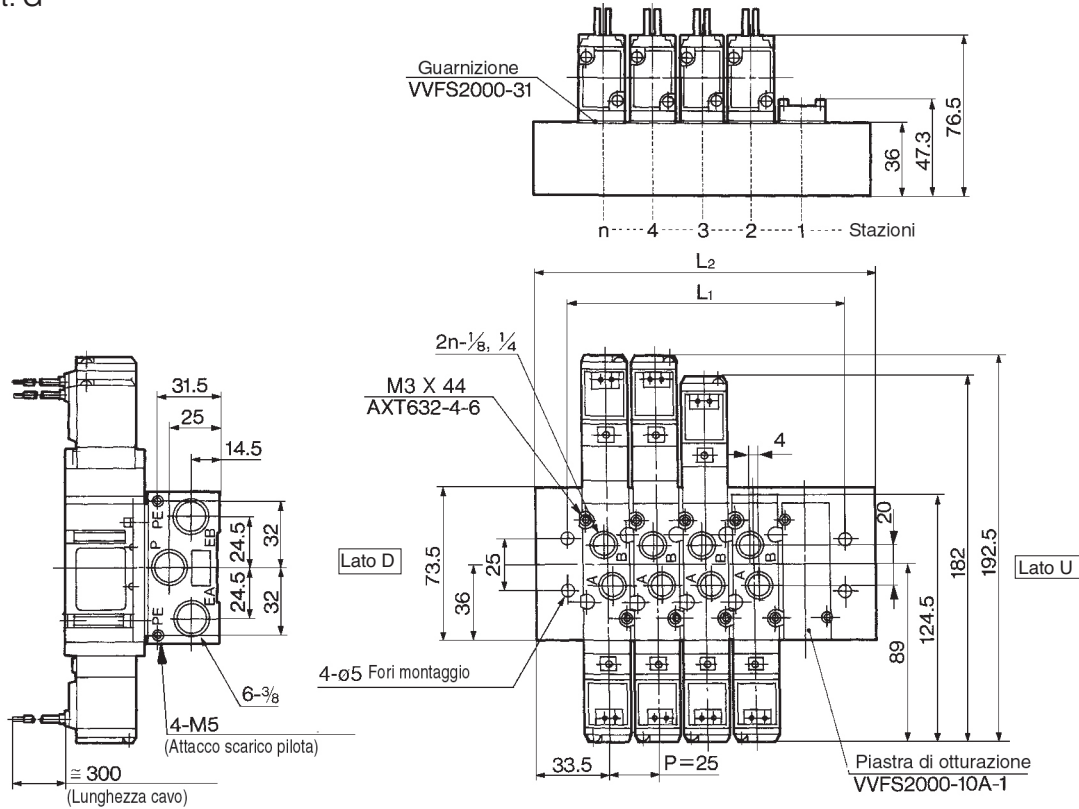 Guarnizione
VVFS2000-31
36
47.3
76.5
n 4 3 2 1 Stazioni
L₂
L₁
2n-⅛, ¼
M3 X 44
AXT632-4-6
31.5
25
14.5
4
PE
P
EB
EA
PE
24.5
32
24.5
32
Lato D
73.5
25
36
B
B
B
B
A
A
A
A
20
89
124.5
182
192.5
Lato U
4-ø5 Fori montaggio
6-⅜
4-M5
(Attacco scarico pilota)
≅ 300
(Lunghezza cavo)
33.5
P=25
Piastra di otturazione
VVFS2000-10A-1